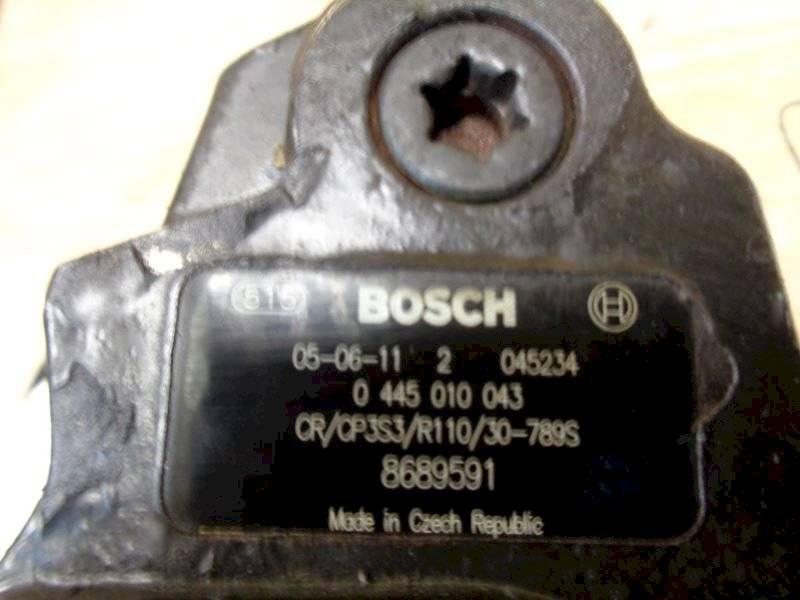 615 BOSCH
05-06-11 2 045234
0 445 010 043
CR/CP3S3/R110/30-789S
8689591
Made in Czech Republic